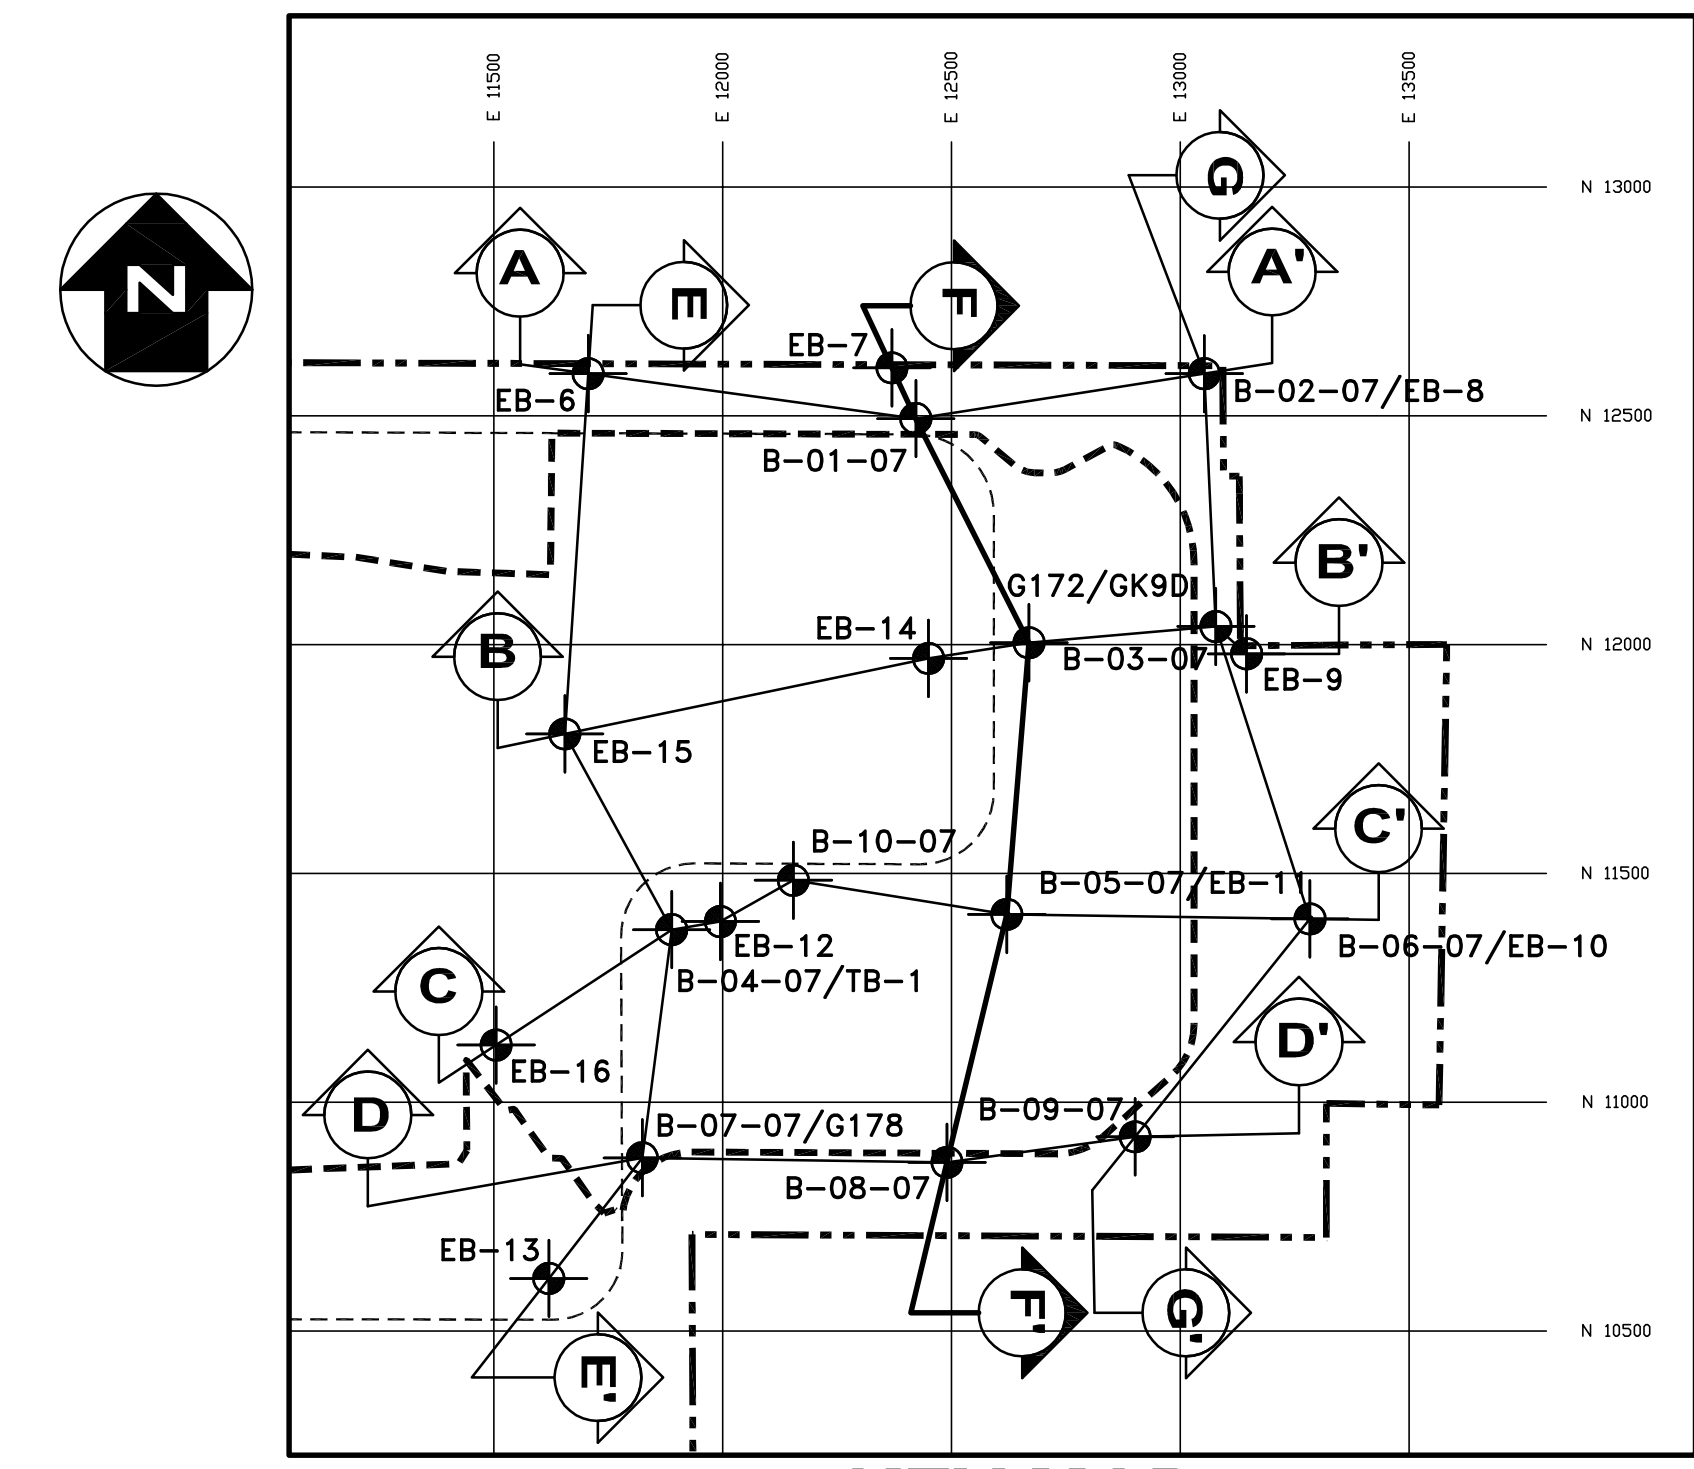 E 11500
E 12000
E 12500
E 13000
E 13500
G
N 13000
A
A'
N
E
F
EB-7
EB-6
B-02-07/EB-8
N 12500
B-01-07
B'
G172/GK9D
EB-14
B
B-03-07
N 12000
EB-9
EB-15
C'
B-10-07
B-05-07/EB-11
N 11500
EB-12
B-06-07/EB-10
B-04-07/TB-1
C
D'
EB-16
D
B-09-07
N 11000
B-07-07/G178
B-08-07
EB-13
F'
G'
N 10500
E'